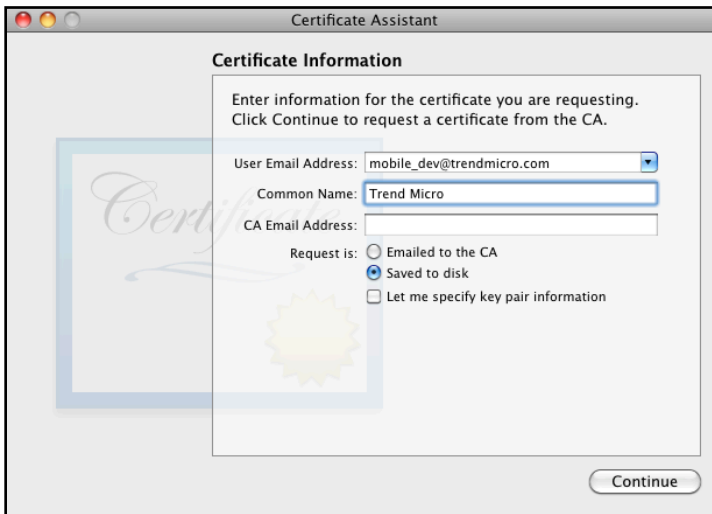 Certificate Assistant
Certificate Information
Enter information for the certificate you are requesting.
Click Continue to request a certificate from the CA.
User Email Address: mobile_dev@trendmicro.com
Common Name: Trend Micro
CA Email Address:
Request is: Emailed to the CA
Saved to disk
Let me specify key pair information
Certificate
Continue